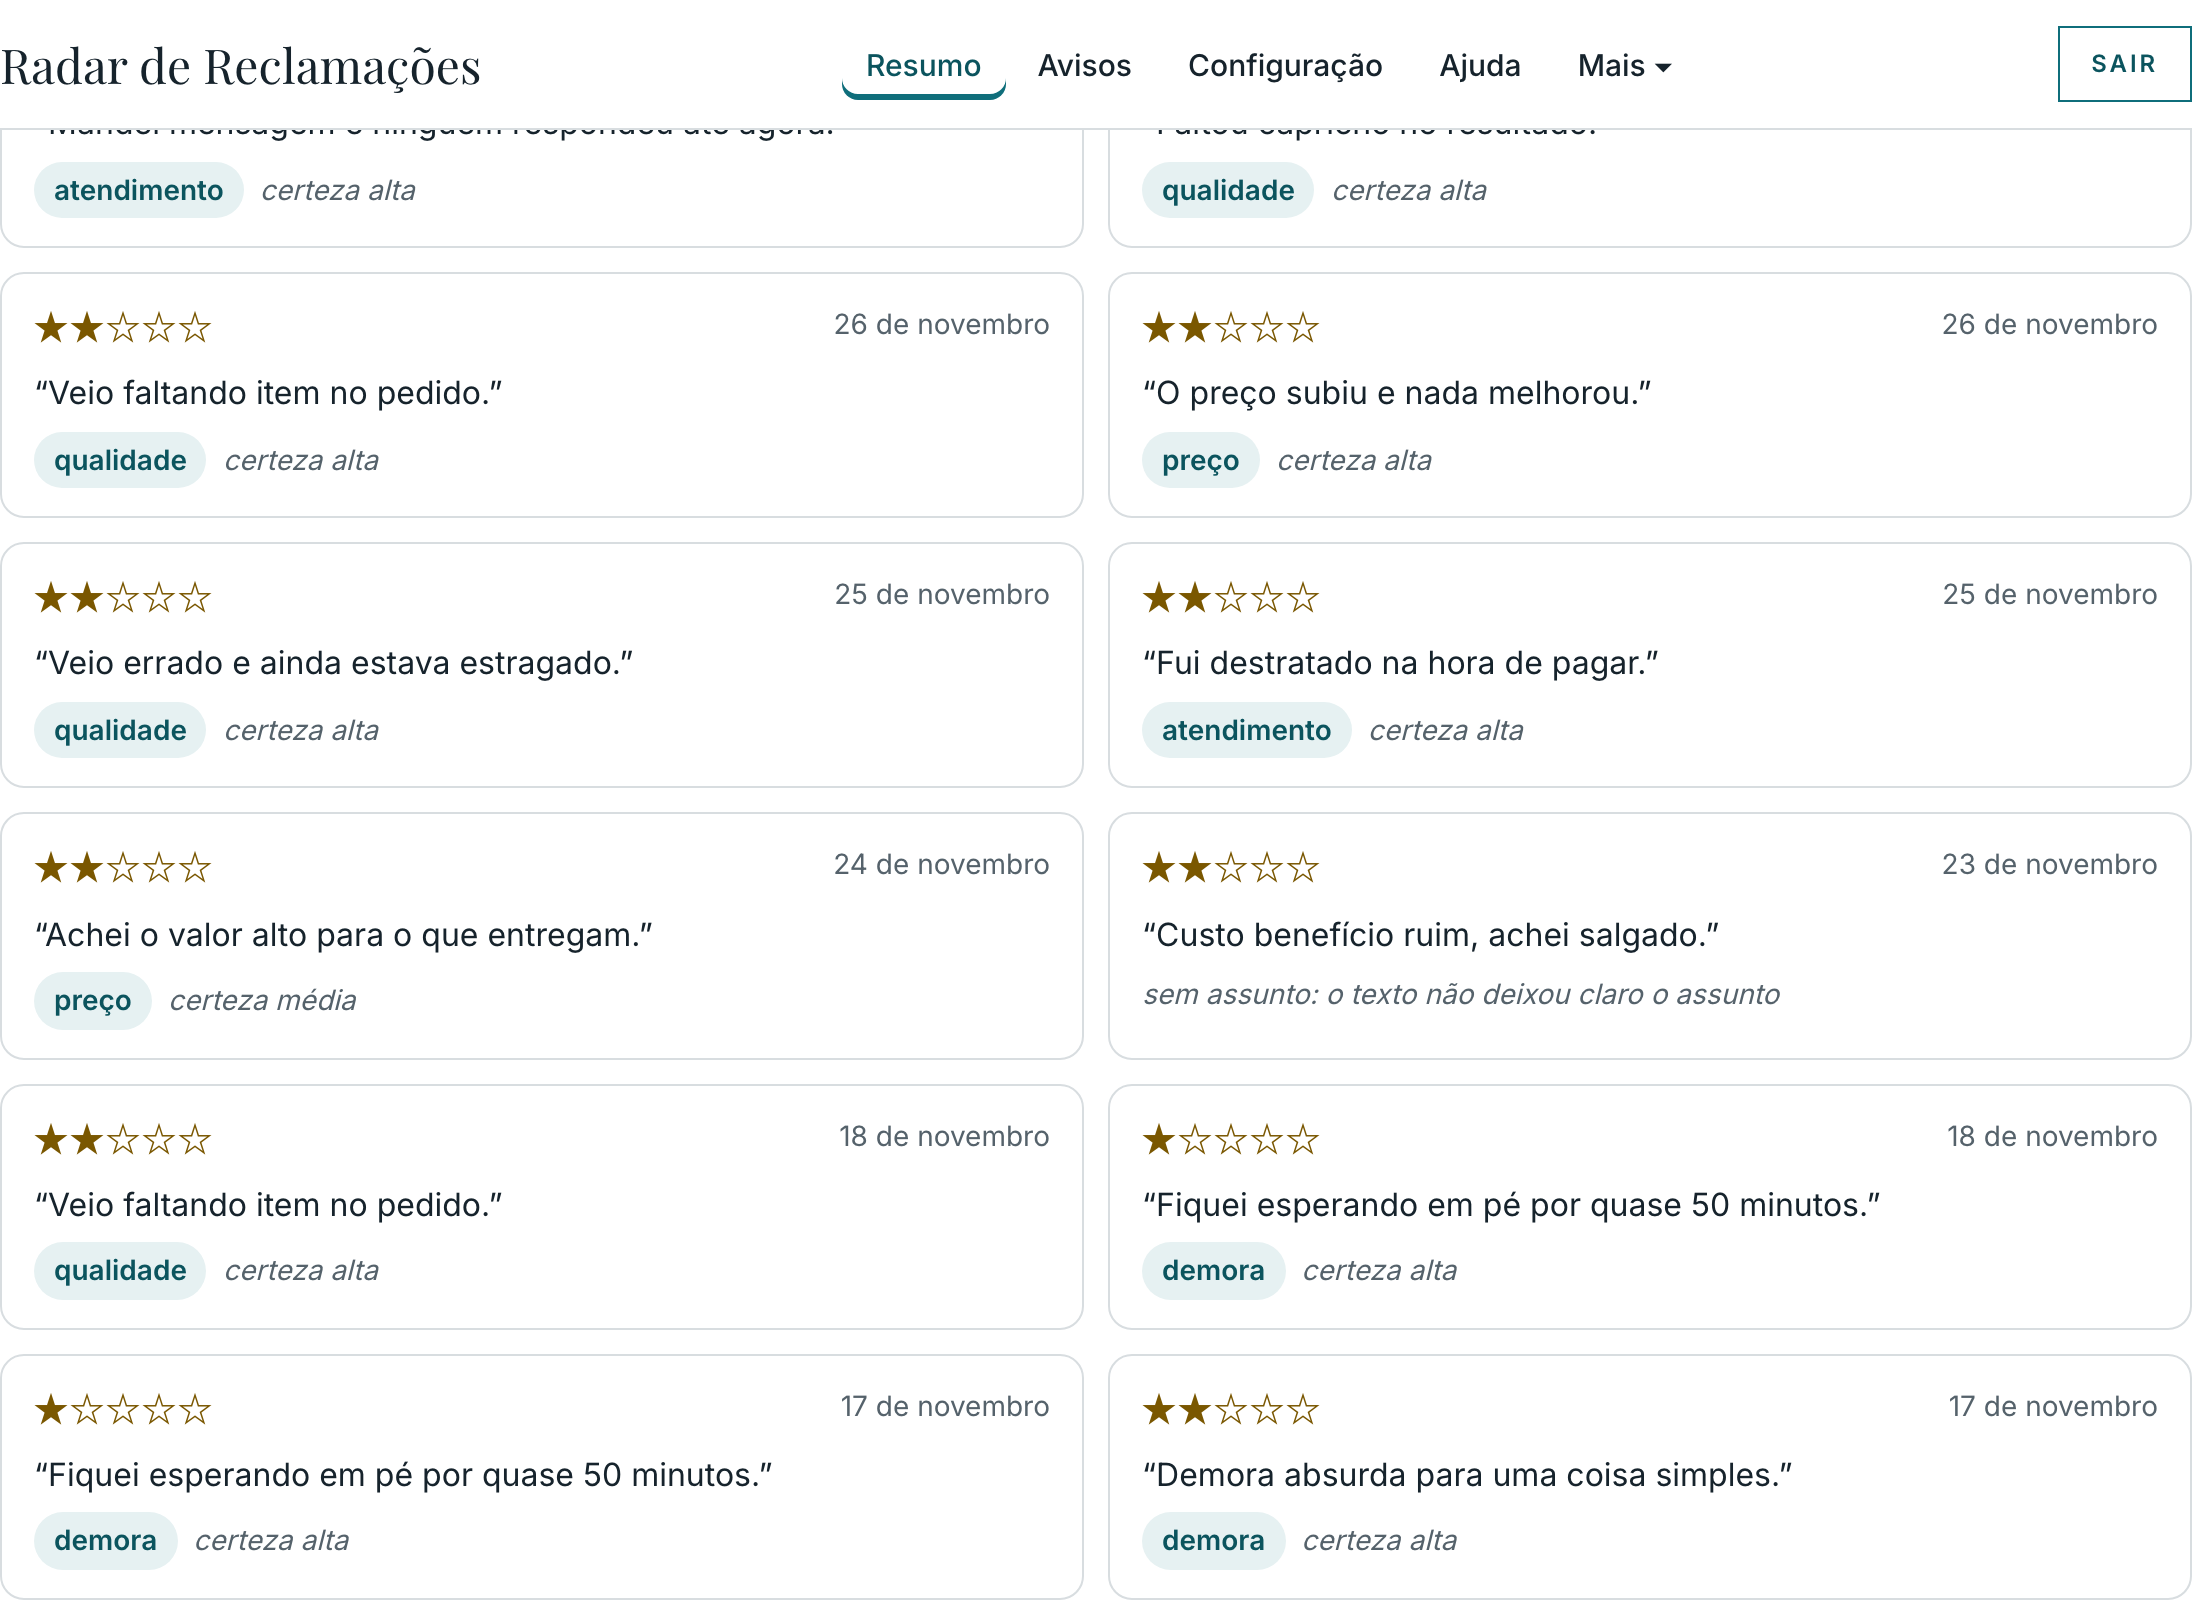 Radar de Reclamações
Resumo
Avisos
Configuração
Ajuda
Mais
SAIR
atendimento certeza alta
qualidade certeza alta
26 de novembro
“Veio faltando item no pedido.”
qualidade certeza alta
26 de novembro
“O preço subiu e nada melhorou.”
preço certeza alta
25 de novembro
“Veio errado e ainda estava estragado.”
qualidade certeza alta
25 de novembro
“Fui destratado na hora de pagar.”
atendimento certeza alta
24 de novembro
“Achei o valor alto para o que entregam.”
preço certeza média
23 de novembro
“Custo benefício ruim, achei salgado.”
sem assunto: o texto não deixou claro o assunto
18 de novembro
“Veio faltando item no pedido.”
qualidade certeza alta
18 de novembro
“Fiquei esperando em pé por quase 50 minutos.”
demora certeza alta
17 de novembro
“Fiquei esperando em pé por quase 50 minutos.”
demora certeza alta
17 de novembro
“Demora absurda para uma coisa simples.”
demora certeza alta